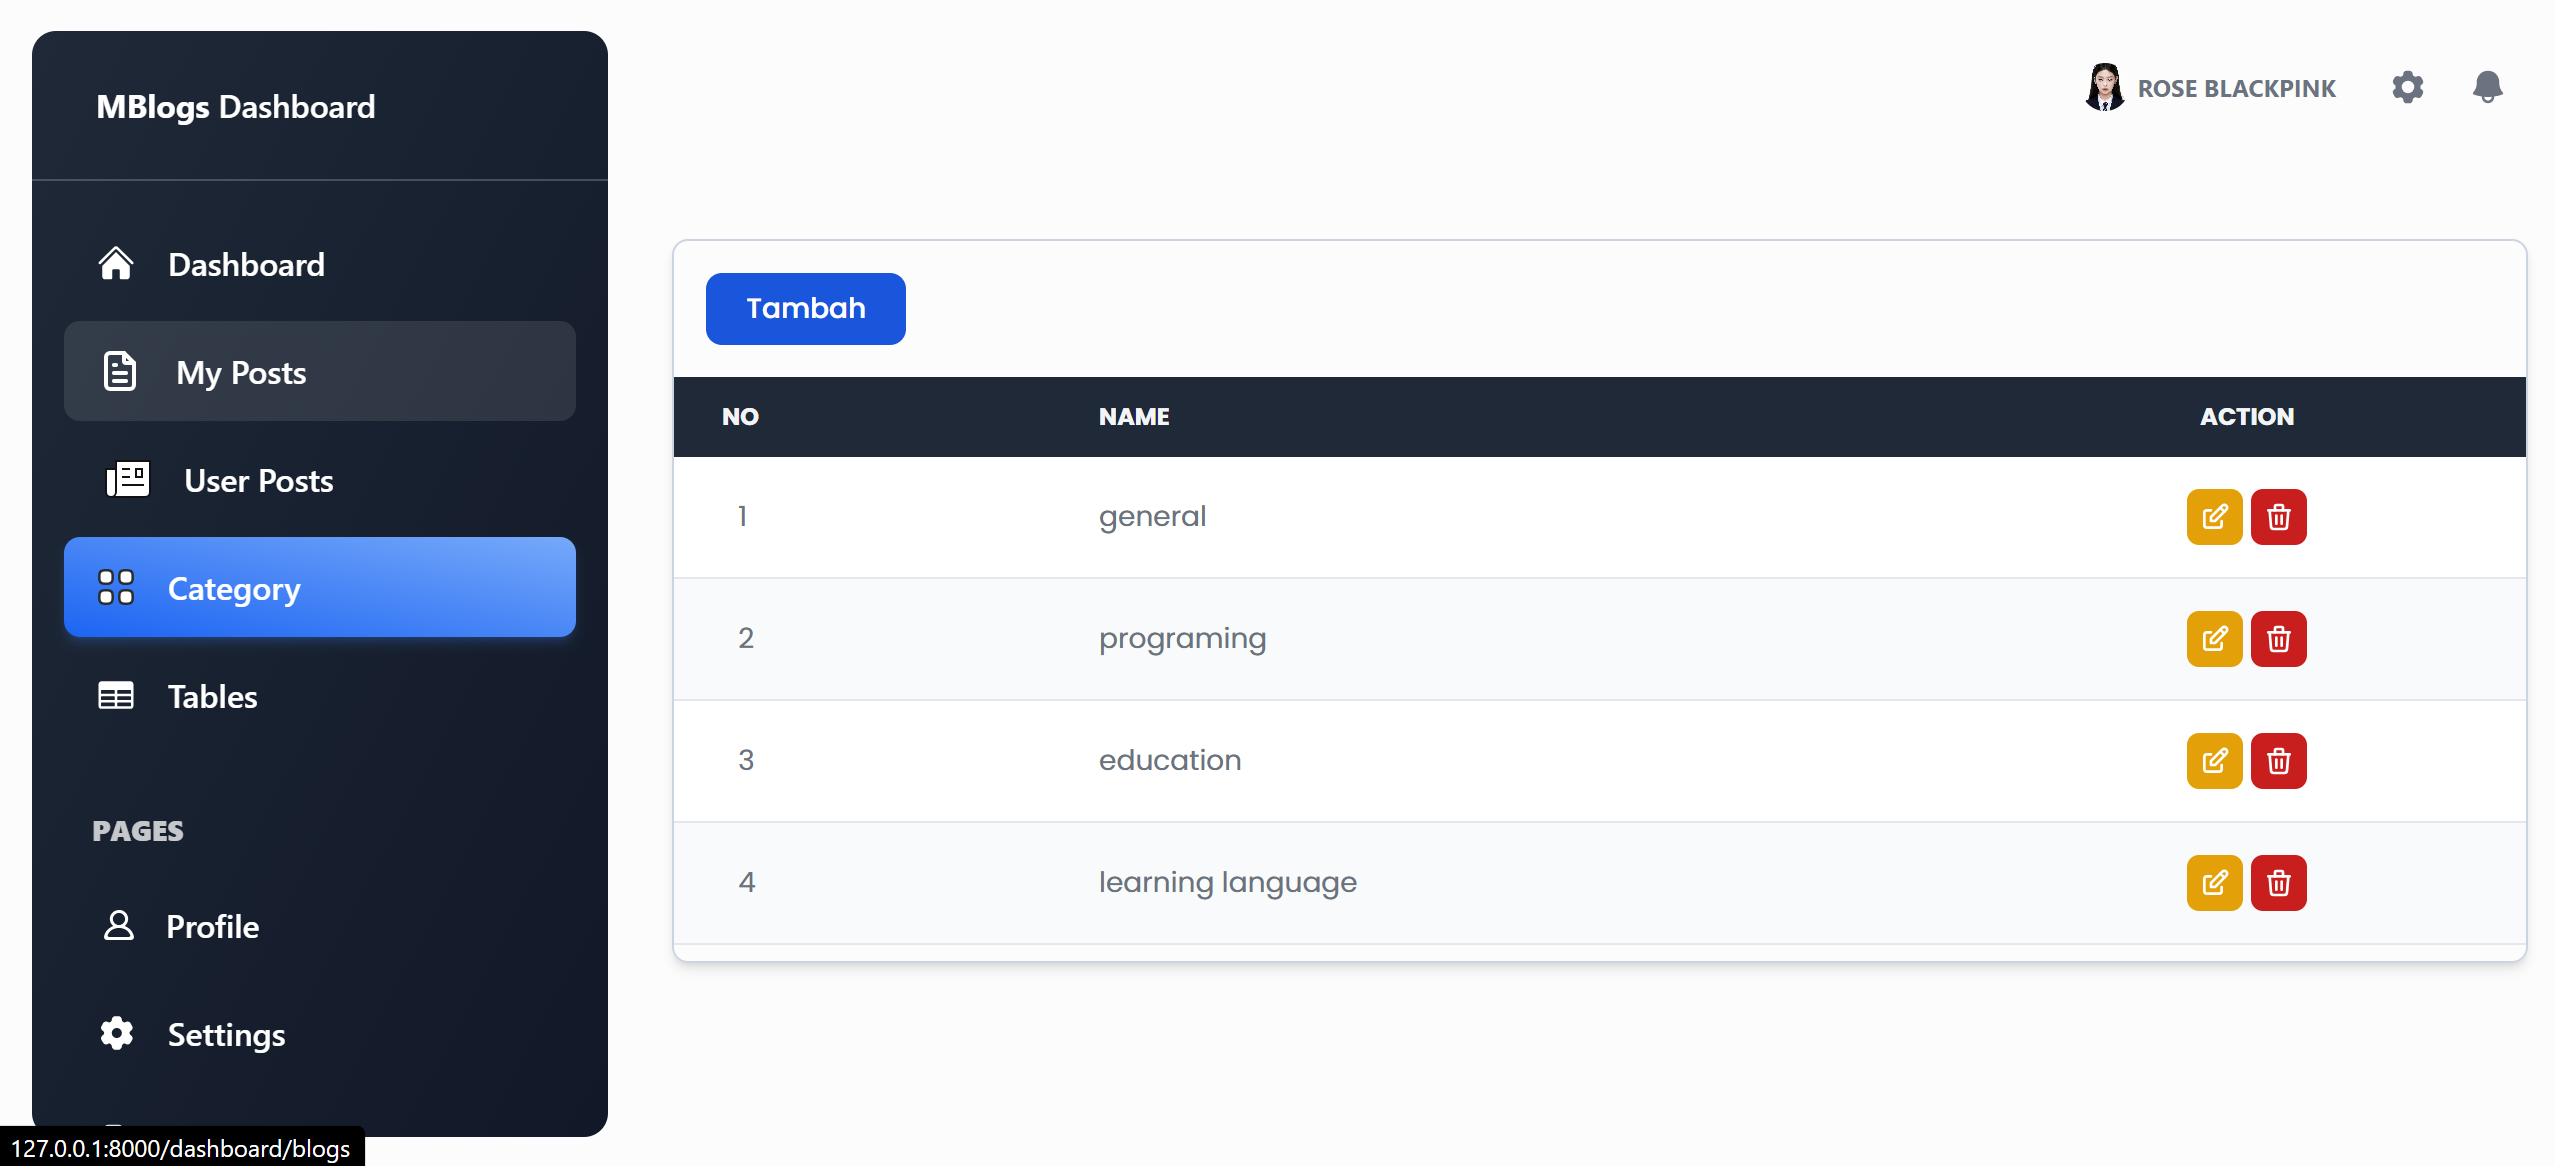 MBlogs Dashboard
ROSE BLACKPINK
Dashboard
My Posts
User Posts
Category
Tables
PAGES
Profile
Settings
Tambah
NO NAME ACTION
1 general
2 programing
3 education
4 learning language
127.0.0.1:8000/dashboard/blogs